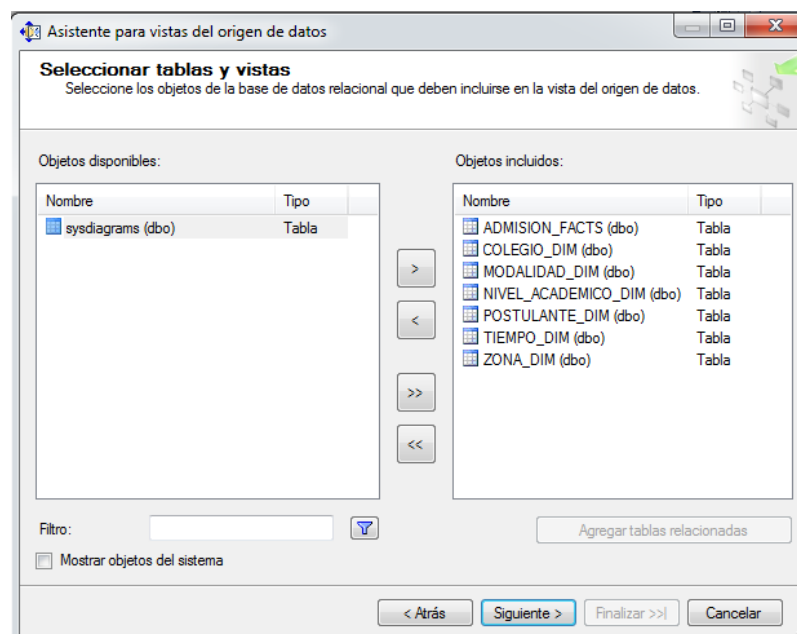 Asistente para vistas del origen de datos
Seleccionar tablas y vistas
Seleccione los objetos de la base de datos relacional que deben incluirse en la vista del origen de datos.
Objetos disponibles:
Nombre Tipo
sysdiagrams (dbo) Tabla
>
<
>>
<<
Objetos incluidos:
Nombre Tipo
ADMISION_FACTS (dbo) Tabla
COLEGIO_DIM (dbo) Tabla
MODALIDAD_DIM (dbo) Tabla
NIVEL_ACADEMICO_DIM (dbo) Tabla
POSTULANTE_DIM (dbo) Tabla
TIEMPO_DIM (dbo) Tabla
ZONA_DIM (dbo) Tabla
Filtro:
Agregar tablas relacionadas
Mostrar objetos del sistema
< Atrás Siguiente > Finalizar >>| Cancelar